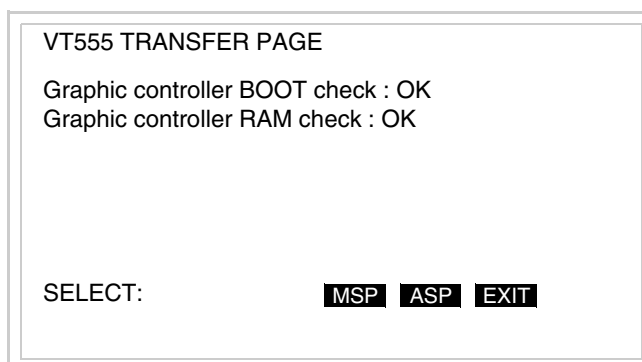 VT555 TRANSFER PAGE
Graphic controller BOOT check : OK
Graphic controller RAM check : OK
SELECT: MSP ASP EXIT